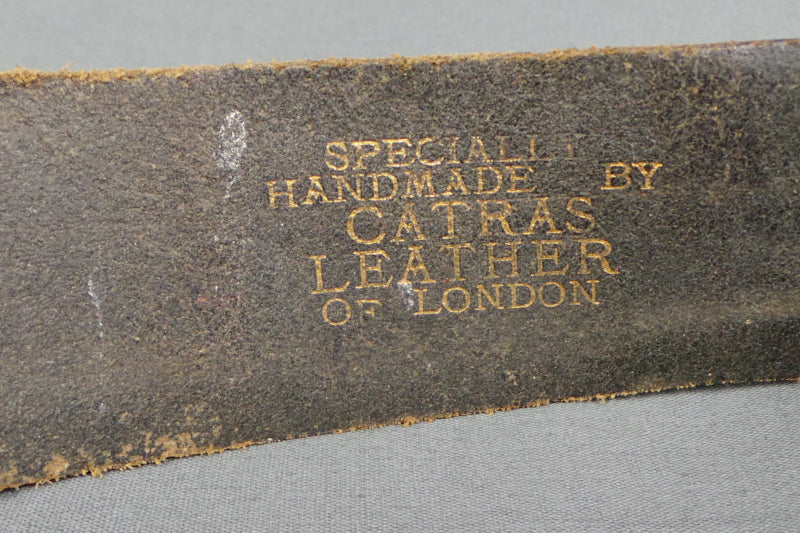 SPECIALLY
HANDMADE BY
CATRAS
LEATHER
OF LONDON